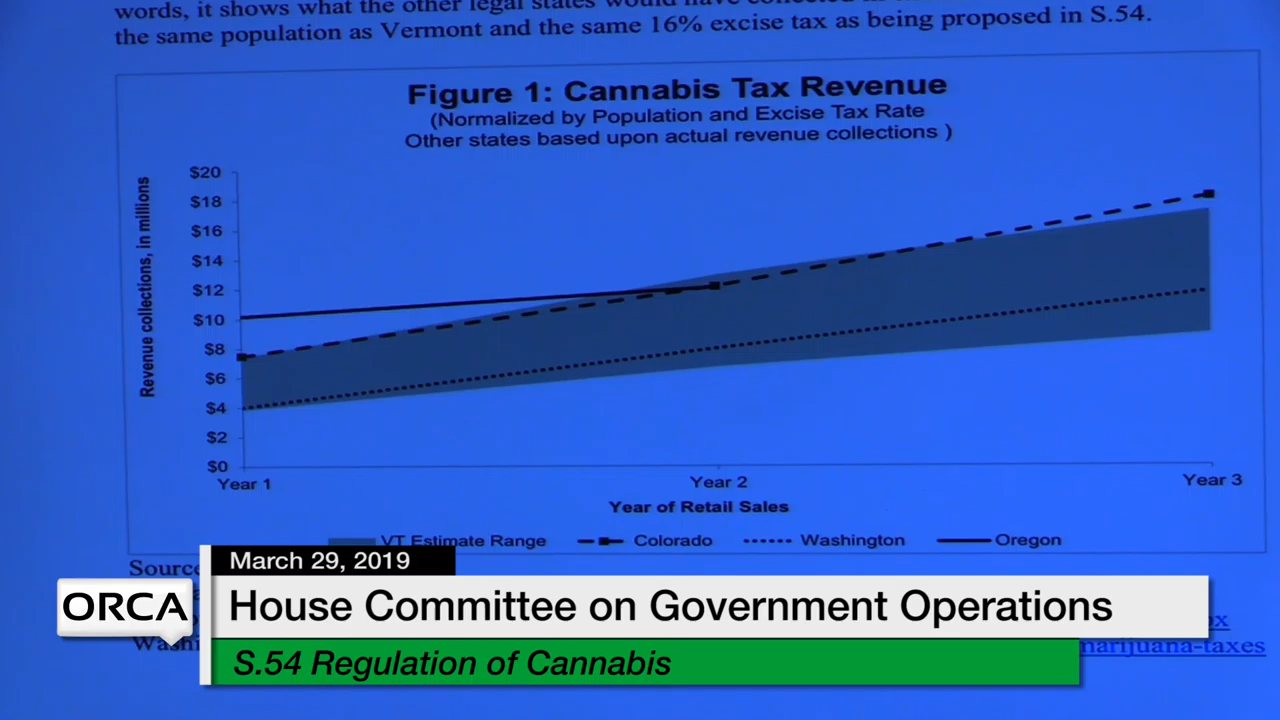 words, it shows what the other legal states would have collected
the same population as Vermont and the same 16% excise tax as being proposed in S.54.
Figure 1: Cannabis Tax Revenue
(Normalized by Population and Excise Tax Rate
Other states based upon actual revenue collections )
Revenue collections, in millions
$20
$18
$16
$14
$12
$10
$8
$6
$4
$2
$0
Year 1
Year 2
Year 3
Year of Retail Sales
VT Estimate Range
Colorado
Washington
Oregon
Source
March 29, 2019
ORCA
House Committee on Government Operations
S.54 Regulation of Cannabis
Washi
marijuana-taxes